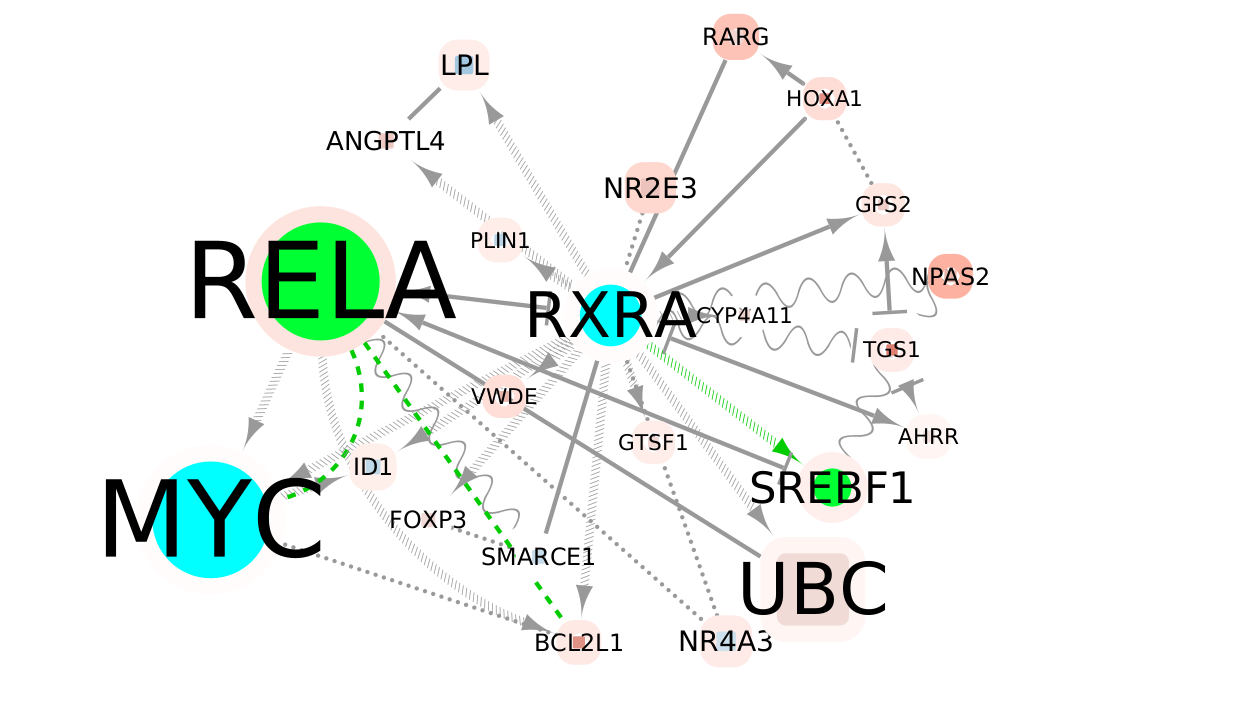 RARG
LPL
HOXA1
ANGPTL4
NR2E3
GPS2
PLIN1
NPAS2
RELA
RXRA
CYP4A11
TGS1
VWDE
AHRR
GTSF1
ID1
SREBF1
MYC
FOXP3
SMARCE1
UBC
BCL2L1
NR4A3